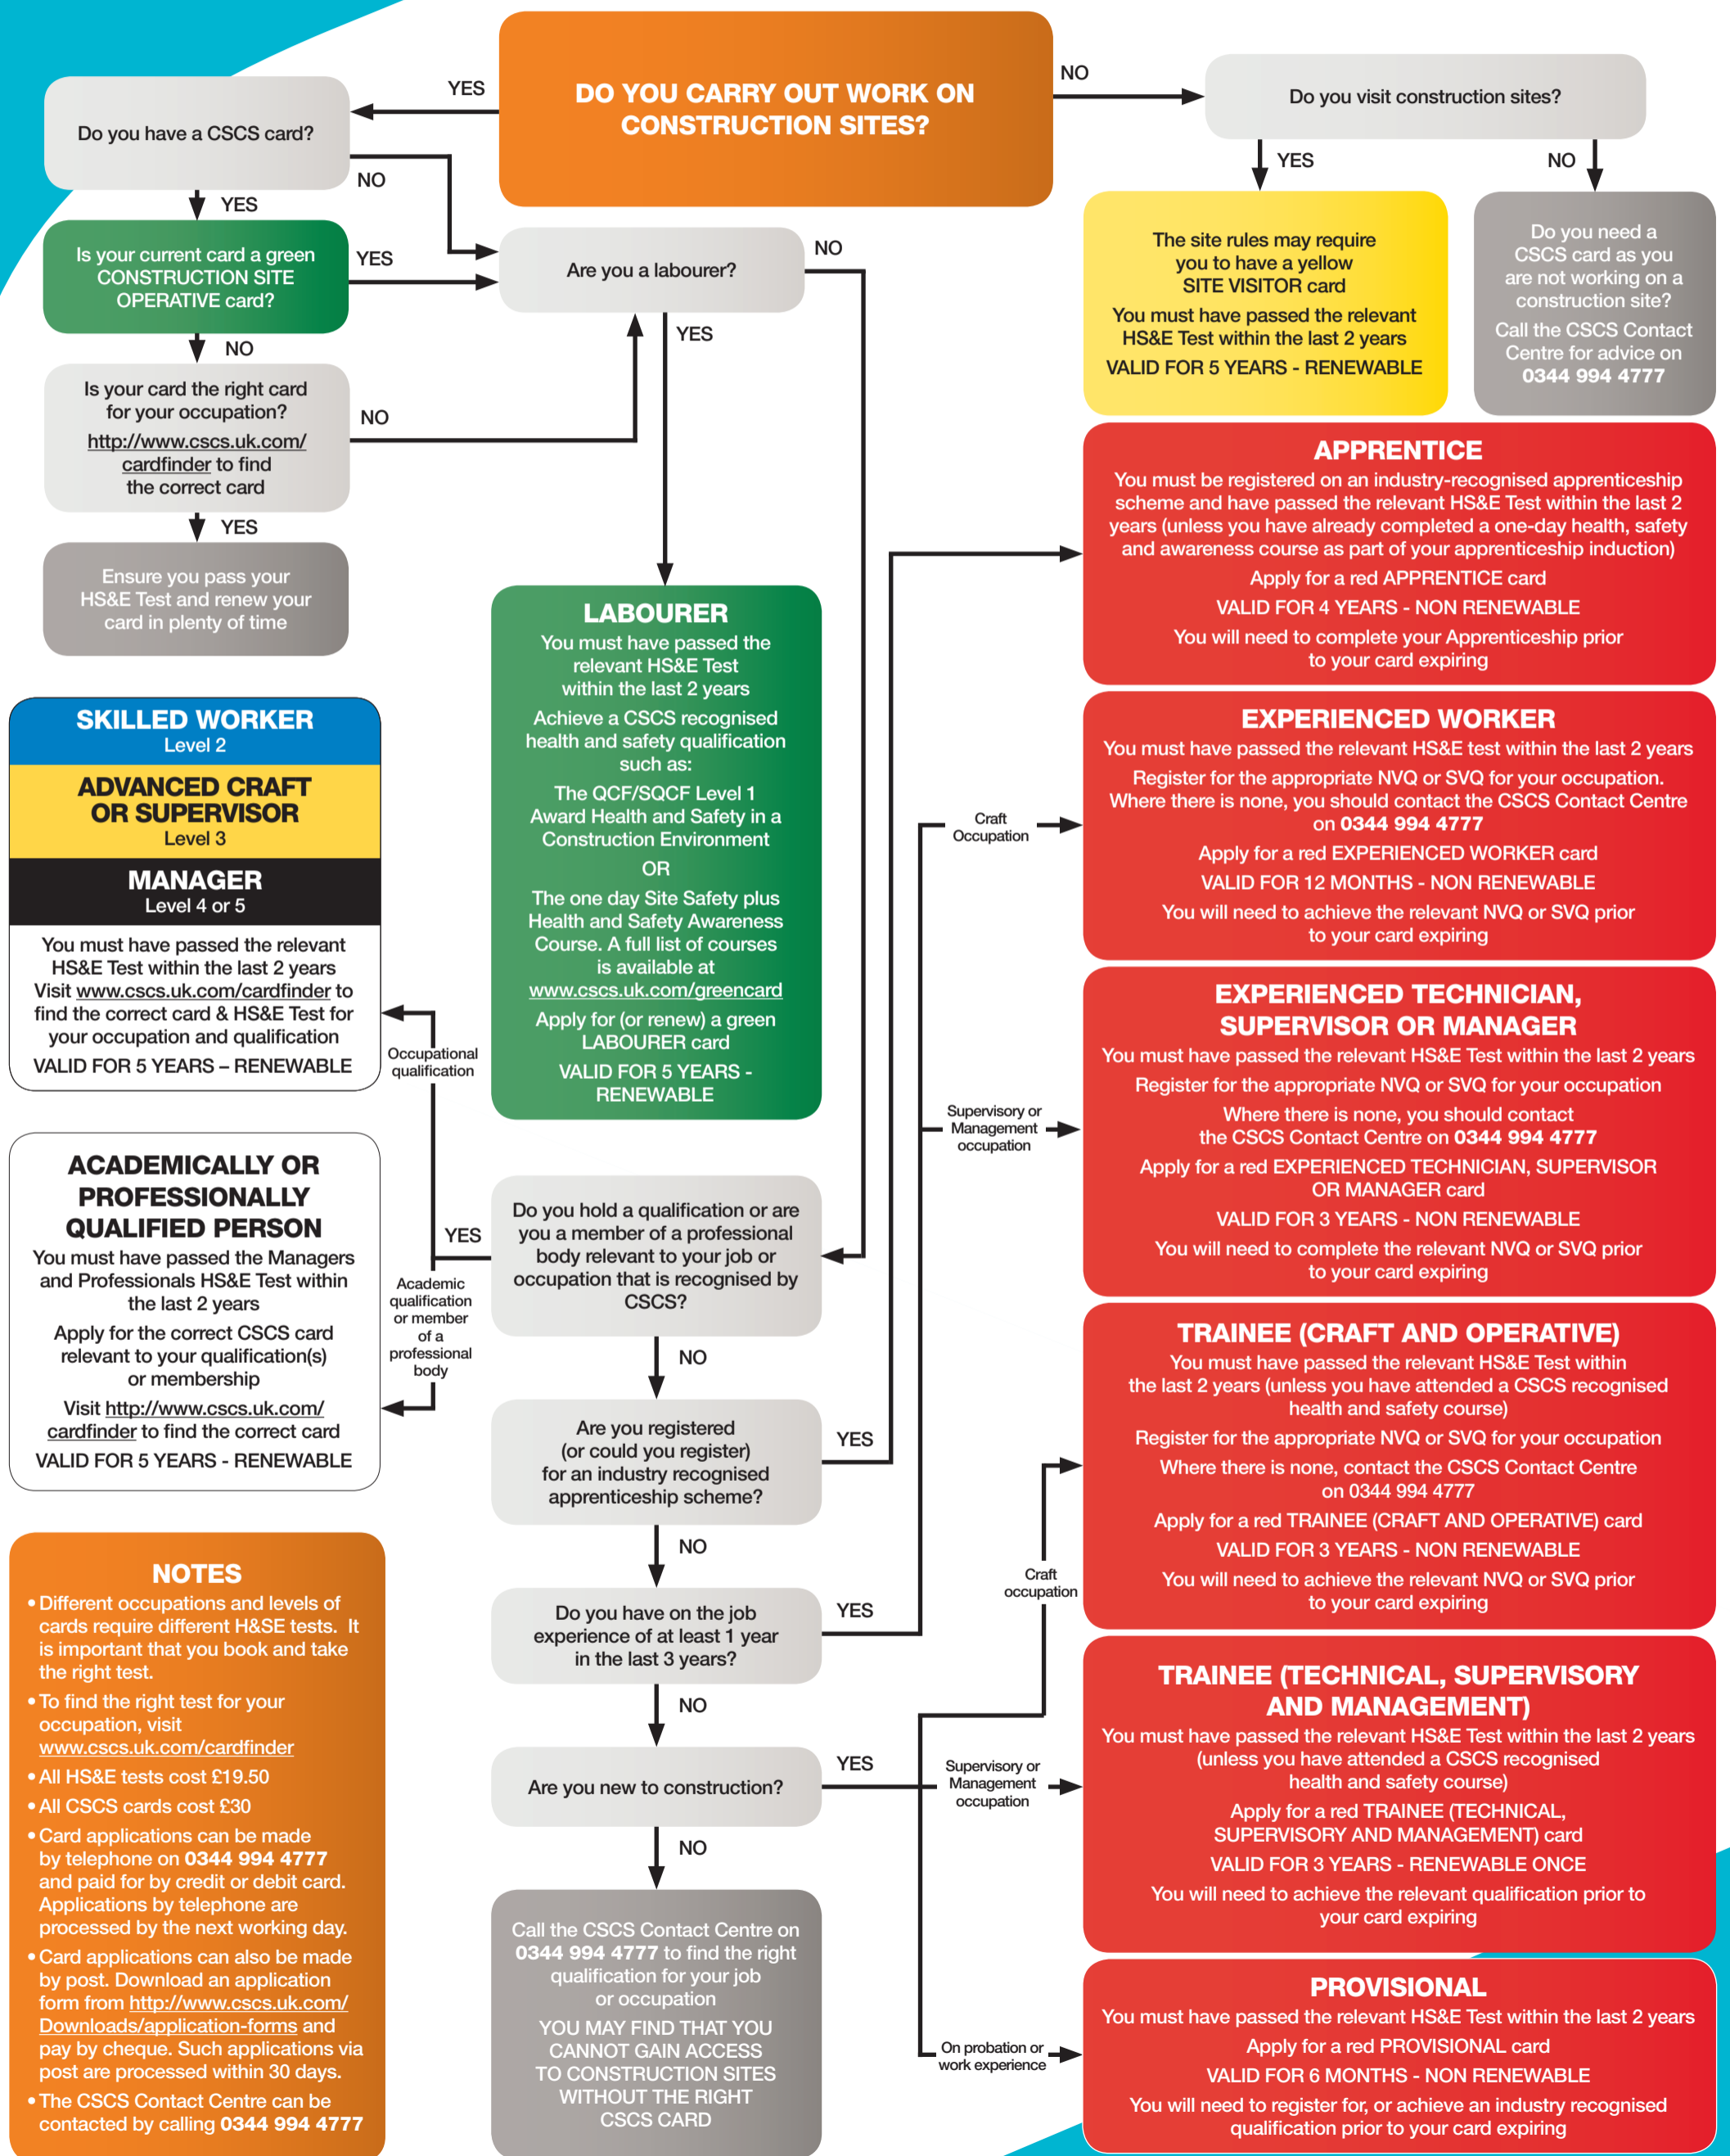 DO YOU CARRY OUT WORK ON
CONSTRUCTION SITES?
YES
NO
Do you have a CSCS card?
NO
YES
Is your current card a green
CONSTRUCTION SITE
OPERATIVE card?
YES
NO
Is your card the right card
for your occupation?
http://www.cscs.uk.com/
cardfinder to find
the correct card
NO
YES
Ensure you pass your
HS&E Test and renew your
card in plenty of time
Are you a labourer?
NO
YES
Do you visit construction sites?
YES
NO
The site rules may require
you to have a yellow
SITE VISITOR card
You must have passed the relevant
HS&E Test within the last 2 years
VALID FOR 5 YEARS - RENEWABLE
Do you need a
CSCS card as you
are not working on a
construction site?
Call the CSCS Contact
Centre for advice on
0344 994 4777
SKILLED WORKER
Level 2
ADVANCED CRAFT
OR SUPERVISOR
Level 3
MANAGER
Level 4 or 5
You must have passed the relevant
HS&E Test within the last 2 years
Visit www.cscs.uk.com/cardfinder to
find the correct card & HS&E Test for
your occupation and qualification
VALID FOR 5 YEARS – RENEWABLE
Occupational
qualification
ACADEMICALLY OR
PROFESSIONALLY
QUALIFIED PERSON
You must have passed the Managers
and Professionals HS&E Test within
the last 2 years
Apply for the correct CSCS card
relevant to your qualification(s)
or membership
Visit http://www.cscs.uk.com/
cardfinder to find the correct card
VALID FOR 5 YEARS - RENEWABLE
YES
Academic
qualification
or member
of a
professional
body
NOTES
• Different occupations and levels of
cards require different H&SE tests. It
is important that you book and take
the right test.
• To find the right test for your
occupation, visit
www.cscs.uk.com/cardfinder
• All HS&E tests cost £19.50
• All CSCS cards cost £30
• Card applications can be made
by telephone on 0344 994 4777
and paid for by credit or debit card.
Applications by telephone are
processed by the next working day.
• Card applications can also be made
by post. Download an application
form from http://www.cscs.uk.com/
Downloads/application-forms and
pay by cheque. Such applications via
post are processed within 30 days.
• The CSCS Contact Centre can be
contacted by calling 0344 994 4777
LABOURER
You must have passed the
relevant HS&E Test
within the last 2 years
Achieve a CSCS recognised
health and safety qualification
such as:
The QCF/SQCF Level 1
Award Health and Safety in a
Construction Environment
OR
The one day Site Safety plus
Health and Safety Awareness
Course. A full list of courses
is available at
www.cscs.uk.com/greencard
Apply for (or renew) a green
LABOURER card
VALID FOR 5 YEARS -
RENEWABLE
Do you hold a qualification or are
you a member of a professional
body relevant to your job or
occupation that is recognised by
CSCS?
NO
Are you registered
(or could you register)
for an industry recognised
apprenticeship scheme?
YES
NO
Do you have on the job
experience of at least 1 year
in the last 3 years?
YES
NO
Are you new to construction?
YES
NO
Call the CSCS Contact Centre on
0344 994 4777 to find the right
qualification for your job
or occupation
YOU MAY FIND THAT YOU
CANNOT GAIN ACCESS
TO CONSTRUCTION SITES
WITHOUT THE RIGHT
CSCS CARD
APPRENTICE
You must be registered on an industry-recognised apprenticeship
scheme and have passed the relevant HS&E Test within the last 2
years (unless you have already completed a one-day health, safety
and awareness course as part of your apprenticeship induction)
Apply for a red APPRENTICE card
VALID FOR 4 YEARS - NON RENEWABLE
You will need to complete your Apprenticeship prior
to your card expiring
Craft
Occupation
EXPERIENCED WORKER
You must have passed the relevant HS&E test within the last 2 years
Register for the appropriate NVQ or SVQ for your occupation.
Where there is none, you should contact the CSCS Contact Centre
on 0344 994 4777
Apply for a red EXPERIENCED WORKER card
VALID FOR 12 MONTHS - NON RENEWABLE
You will need to achieve the relevant NVQ or SVQ prior
to your card expiring
Supervisory or
Management
occupation
EXPERIENCED TECHNICIAN,
SUPERVISOR OR MANAGER
You must have passed the relevant HS&E Test within the last 2 years
Register for the appropriate NVQ or SVQ for your occupation
Where there is none, you should contact
the CSCS Contact Centre on 0344 994 4777
Apply for a red EXPERIENCED TECHNICIAN, SUPERVISOR
OR MANAGER card
VALID FOR 3 YEARS - NON RENEWABLE
You will need to complete the relevant NVQ or SVQ prior
to your card expiring
Craft
occupation
TRAINEE (CRAFT AND OPERATIVE)
You must have passed the relevant HS&E Test within
the last 2 years (unless you have attended a CSCS recognised
health and safety course)
Register for the appropriate NVQ or SVQ for your occupation
Where there is none, contact the CSCS Contact Centre
on 0344 994 4777
Apply for a red TRAINEE (CRAFT AND OPERATIVE) card
VALID FOR 3 YEARS - NON RENEWABLE
You will need to achieve the relevant NVQ or SVQ prior
to your card expiring
Supervisory or
Management
occupation
TRAINEE (TECHNICAL, SUPERVISORY
AND MANAGEMENT)
You must have passed the relevant HS&E Test within the last 2 years
(unless you have attended a CSCS recognised
health and safety course)
Apply for a red TRAINEE (TECHNICAL,
SUPERVISORY AND MANAGEMENT) card
VALID FOR 3 YEARS - RENEWABLE ONCE
You will need to achieve the relevant qualification prior to
your card expiring
On probation or
work experience
PROVISIONAL
You must have passed the relevant HS&E Test within the last 2 years
Apply for a red PROVISIONAL card
VALID FOR 6 MONTHS - NON RENEWABLE
You will need to register for, or achieve an industry recognised
qualification prior to your card expiring